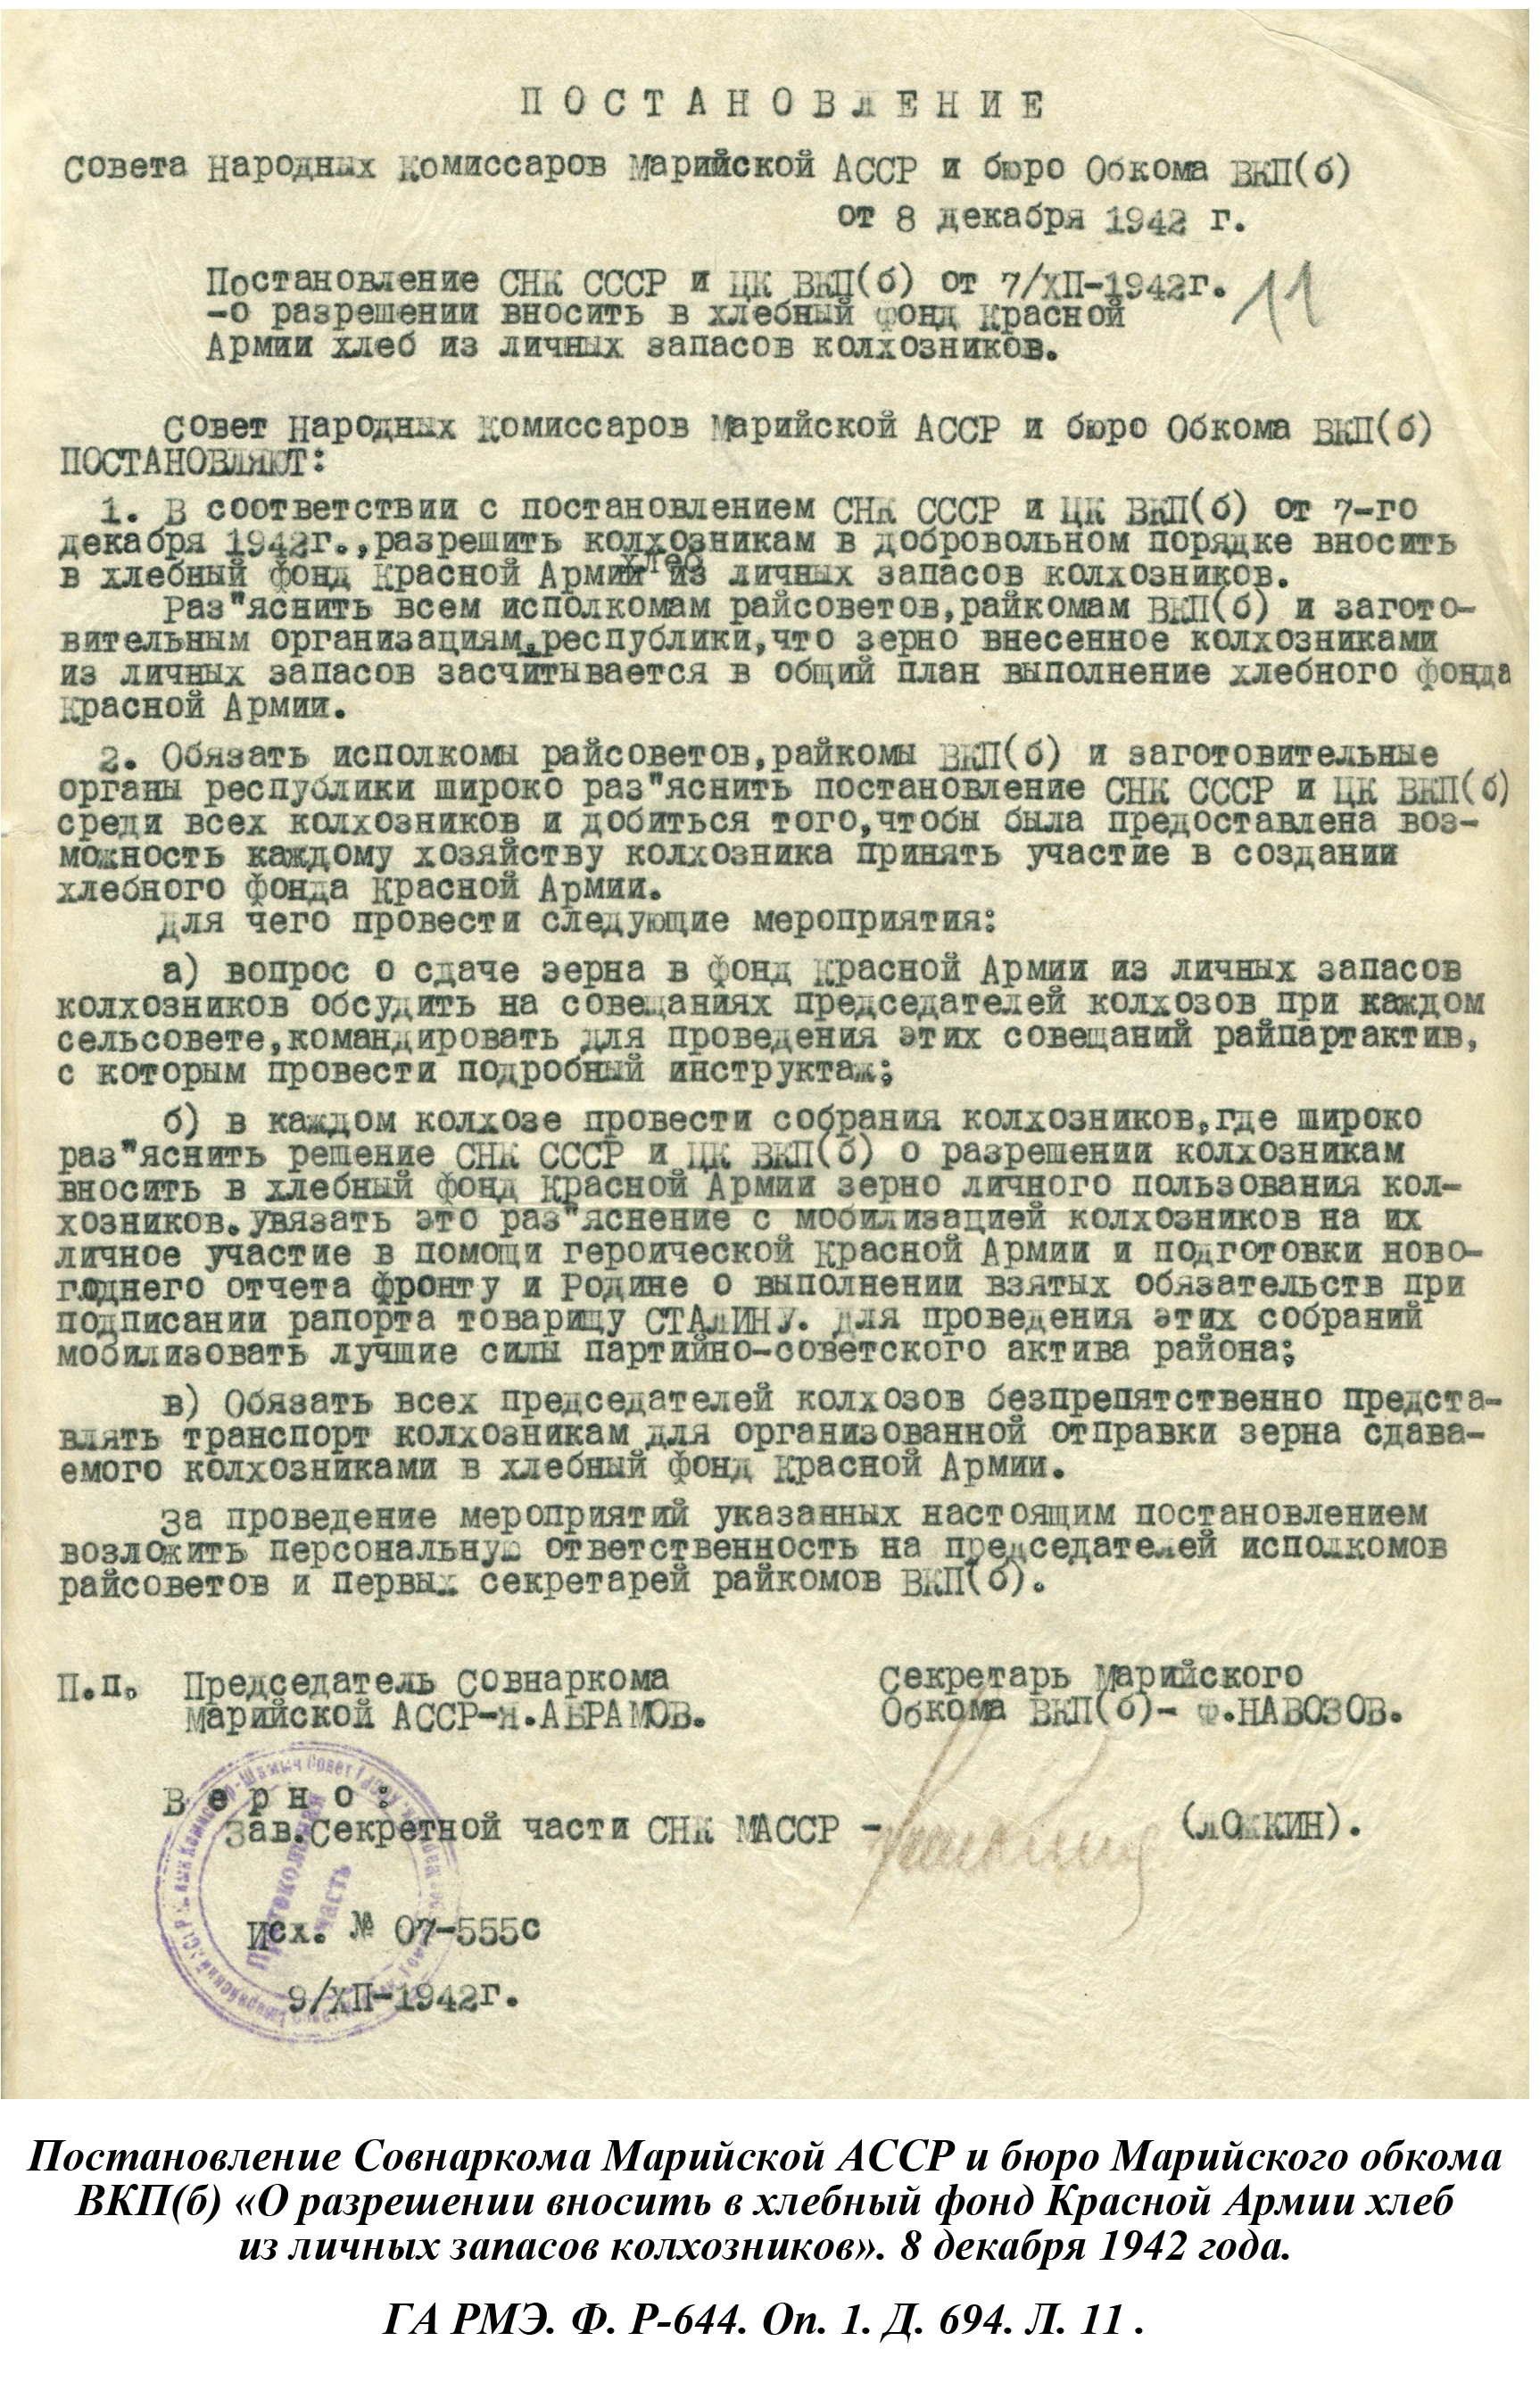 ПОСТАНОВЛЕНИЕ
Совета Народных Комиссаров Марийской АССР и бюро Обкома ВКП(б)
от 8 декабря 1942 г.
Постановление СНК СССР и ЦК ВКП(б) от 7/XП-1942г.
-о разрешении вносить в хлебный фонд Красной
Армии хлеб из личных запасов колхозников.
11
Совет Народных Комиссаров Марийской АССР и бюро Обкома ВКП(б)
ПОСТАНОВЛЯЮТ:
1. В соответствии с постановлением СНК СССР и ЦК ВКП(б) от 7-го
декабря 1942г.,разрешить колхозникам в добровольном порядке вносить
хлеб
в хлебный фонд Красной Армии из личных запасов колхозников.
Раз"яснить всем исполкомам райсоветов,райкомам ВКП(б) и загото-
вительным организациям,республики,что зерно внесенное колхозниками
из личных запасов засчитывается в общий план выполнение хлебного фонда
Красной Армии.
2. Обязать исполкомы райсоветов,райкомы ВКП(б) и заготовительные
органы республики широко раз"яснить постановление СНК СССР и ЦК ВКП(б)
среди всех колхозников и добиться того,чтобы была предоставлена воз-
можность каждому хозяйству колхозника принять участие в создании
хлебного фонда Красной Армии.
Для чего провести следующие мероприятия:
а) вопрос о сдаче зерна в фонд Красной Армии из личных запасов
колхозников обсудить на совещаниях председателей колхозов при каждом
сельсовете,командировать для проведения этих совещаний райпартактив,
с которым провести подробный инструктаж;
б) в каждом колхозе провести собрания колхозников,где широко
раз"яснить решение СНК СССР и ЦК ВКП(б) о разрешении колхозникам
вносить в хлебный фонд Красной Армии зерно личного пользования кол-
хозников.Увязать это раз"яснение с мобилизацией колхозников на их
личное участие в помощи героической Красной Армии и подготовки ново-
годнего отчета фронту и Родине о выполнении взятых обязательств при
подписании рапорта товарищу СТАЛИНУ. Для проведения этих собраний
мобилизовать лучшие силы партийно-советского актива района;
в) Обязать всех председателей колхозов безпрепятственно предста-
влять транспорт колхозникам для организованной отправки зерна сдава-
емого колхозниками в хлебный фонд Красной Армии.
За проведение мероприятий указанных настоящим постановлением
возложить персональную ответственность на председателей исполкомов
райсоветов и первых секретарей райкомов ВКП(б).
П.п. Председатель Совнаркома
Марийской АССР-Я.АБРАМОВ.
Секретарь Марийского
Обкома ВКП(б)- Ф.НАВОЗОВ.
Верно:
Зав.Секретной части СНК МАССР - (ЛОЖКИН).
Протокольная
часть
Исх. № 07-555с
9/XП-1942г.
Постановление Совнаркома Марийской АССР и бюро Марийского обкома
ВКП(б) «О разрешении вносить в хлебный фонд Красной Армии хлеб
из личных запасов колхозников». 8 декабря 1942 года.
ГА РМЭ. Ф. Р-644. Оп. 1. Д. 694. Л. 11 .